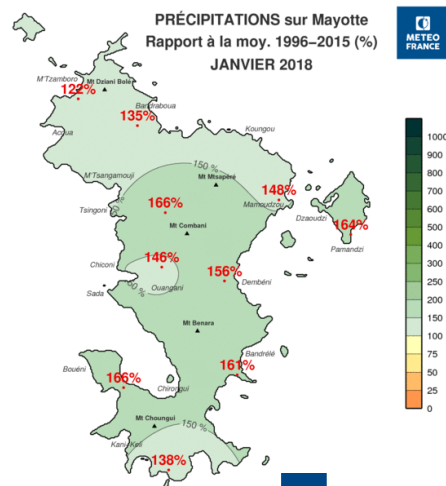 PRÉCIPITATIONS sur Mayotte
Rapport à la moy. 1996–2015 (%)
JANVIER 2018
METEO
FRANCE
M'Tzamboro
Mt Dziani Bolé
122%
Bandraboua
135%
Acoua
Koungou
M'Tsangamouji
150 %
Mt Mtsapéré
148%
Mamoudzou
Tsingoni
166%
Dzaoudzi
164%
Pamandzi
Mt Combani
146%
Chiconi
156%
Ouangani
Dembéni
Sada
Mt Benara
Bandrélé
161%
Bouéni
166%
Chirongui
Mt Choungui
150 %
Kani-Kéli
138%
1000
900
800
700
600
500
400
300
200
150
100
75
50
25
0